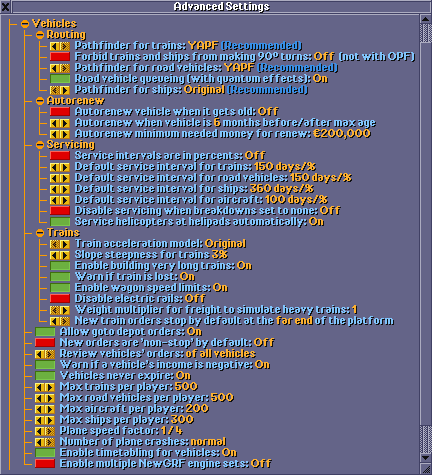 Advanced Settings
Vehicles
Routing
Pathfinder for trains: YAPF (Recommended)
Forbid trains and ships from making 90º turns: Off (not with OPF)
Pathfinder for road vehicles: YAPF (Recommended)
Road vehicle queueing (with quantum effects): On
Pathfinder for ships: Original (Recommended)
Autorenew
Autorenew vehicle when it gets old: Off
Autorenew when vehicle is 6 months before/after max age
Autorenew minimum needed money for renew: €200,000
Servicing
Service intervals are in percents: Off
Default service interval for trains: 150 days/%
Default service interval for road vehicles: 150 days/%
Default service interval for ships: 360 days/%
Default service interval for aircraft: 100 days/%
Disable servicing when breakdowns set to none: Off
Service helicopters at helipads automatically: On
Trains
Train acceleration model: Original
Slope steepness for trains 3%
Enable building very long trains: On
Warn if train is lost: On
Enable wagon speed limits: On
Disable electric rails: Off
Weight multiplier for freight to simulate heavy trains: 1
New train orders stop by default at the far end of the platform
Allow goto depot orders: On
New orders are 'non-stop' by default: Off
Review vehicles' orders: of all vehicles
Warn if a vehicle's income is negative: On
Vehicles never expire: On
Max trains per player: 500
Max road vehicles per player: 500
Max aircraft per player: 200
Max ships per player: 300
Plane speed factor: 1/4
Number of plane crashes: normal
Enable timetabling for vehicles: On
Enable multiple NewGRF engine sets: Off